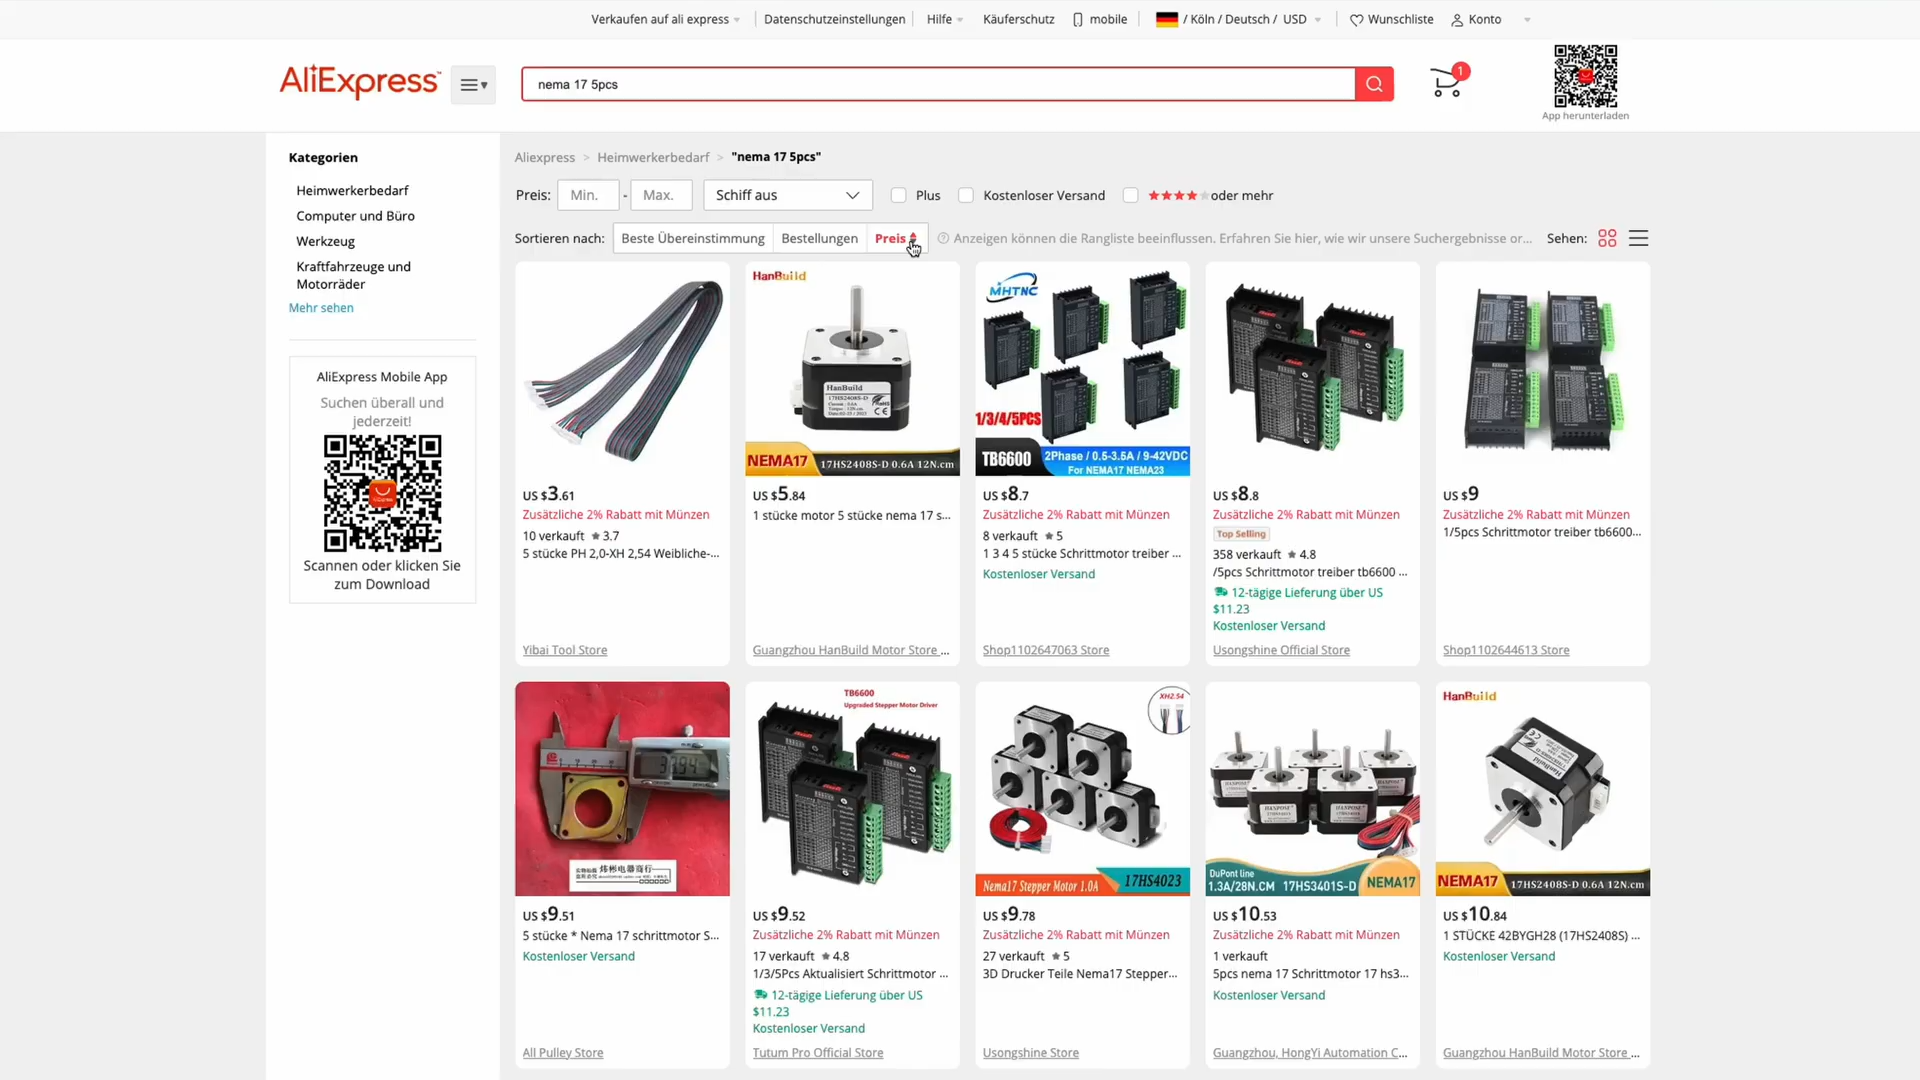 Verkaufen auf ali express
Datenschutzeinstellungen
Hilfe
Käuferschutz
mobile
/ Köln / Deutsch / USD
Wunschliste
Konto
AliExpress
nema 17 5pcs
1
App herunterladen
Kategorien
Heimwerkerbedarf
Computer und Büro
Werkzeug
Kraftfahrzeuge und
Motorräder
Mehr sehen
AliExpress Mobile App
Suchen überall und
jederzeit!
Scannen oder klicken Sie
zum Download
Aliexpress > Heimwerkerbedarf > "nema 17 5pcs"
Preis: Min. - Max. Schiff aus Plus Kostenloser Versand oder mehr
Sortieren nach: Beste Übereinstimmung Bestellungen Preis Anzeigen können die Rangliste beeinflussen. Erfahren Sie hier, wie wir unsere Suchergebnisse or... Sehen:
US $3.61
Zusätzliche 2% Rabatt mit Münzen
10 verkauft ★ 3.7
5 stücke PH 2,0-XH 2,54 Weibliche-...
Yibai Tool Store
HanBuild
HanBuild
17HS2408S-D
NEMA17 17HS2408S-D 0.6A 12N.cm
US $5.84
1 stücke motor 5 stücke nema 17 s...
Guangzhou HanBuild Motor Store ...
MHTNC
1/3/4/5PCS
TB6600
2Phase / 0.5-3.5A / 9-42VDC
For NEMA17 NEMA23
US $8.7
Zusätzliche 2% Rabatt mit Münzen
8 verkauft ★ 5
1 3 4 5 stücke Schrittmotor treiber ...
Kostenloser Versand
Shop1102647063 Store
US $8.8
Zusätzliche 2% Rabatt mit Münzen
Top Selling
358 verkauft ★ 4.8
/5pcs Schrittmotor treiber tb6600 ...
12-tägige Lieferung über US
$11.23
Kostenloser Versand
Usongshine Official Store
US $9
Zusätzliche 2% Rabatt mit Münzen
1/5pcs Schrittmotor treiber tb6600...
Shop1102644613 Store
US $9.51
5 stücke * Nema 17 schrittmotor S...
Kostenloser Versand
All Pulley Store
TB6600
Upgraded Stepper Motor Driver
US $9.52
Zusätzliche 2% Rabatt mit Münzen
17 verkauft ★ 4.8
1/3/5Pcs Aktualisiert Schrittmotor ...
12-tägige Lieferung über US
$11.23
Kostenloser Versand
Tutum Pro Official Store
XH2.54
Nema17 Stepper Motor 1.0A 17HS4023
US $9.78
Zusätzliche 2% Rabatt mit Münzen
27 verkauft ★ 5
3D Drucker Teile Nema17 Stepper...
Usongshine Store
DuPont line
1.3A/28N.CM 17HS3401S-D NEMA17
US $10.53
Zusätzliche 2% Rabatt mit Münzen
1 verkauft
5pcs nema 17 Schrittmotor 17 hs3...
Kostenloser Versand
Guangzhou, HongYi Automation C...
HanBuild
NEMA17 17HS2408S-D 0.6A 12N.cm
US $10.84
1 STÜCKE 42BYGH28 (17HS2408S) ...
Kostenloser Versand
Guangzhou HanBuild Motor Store ...